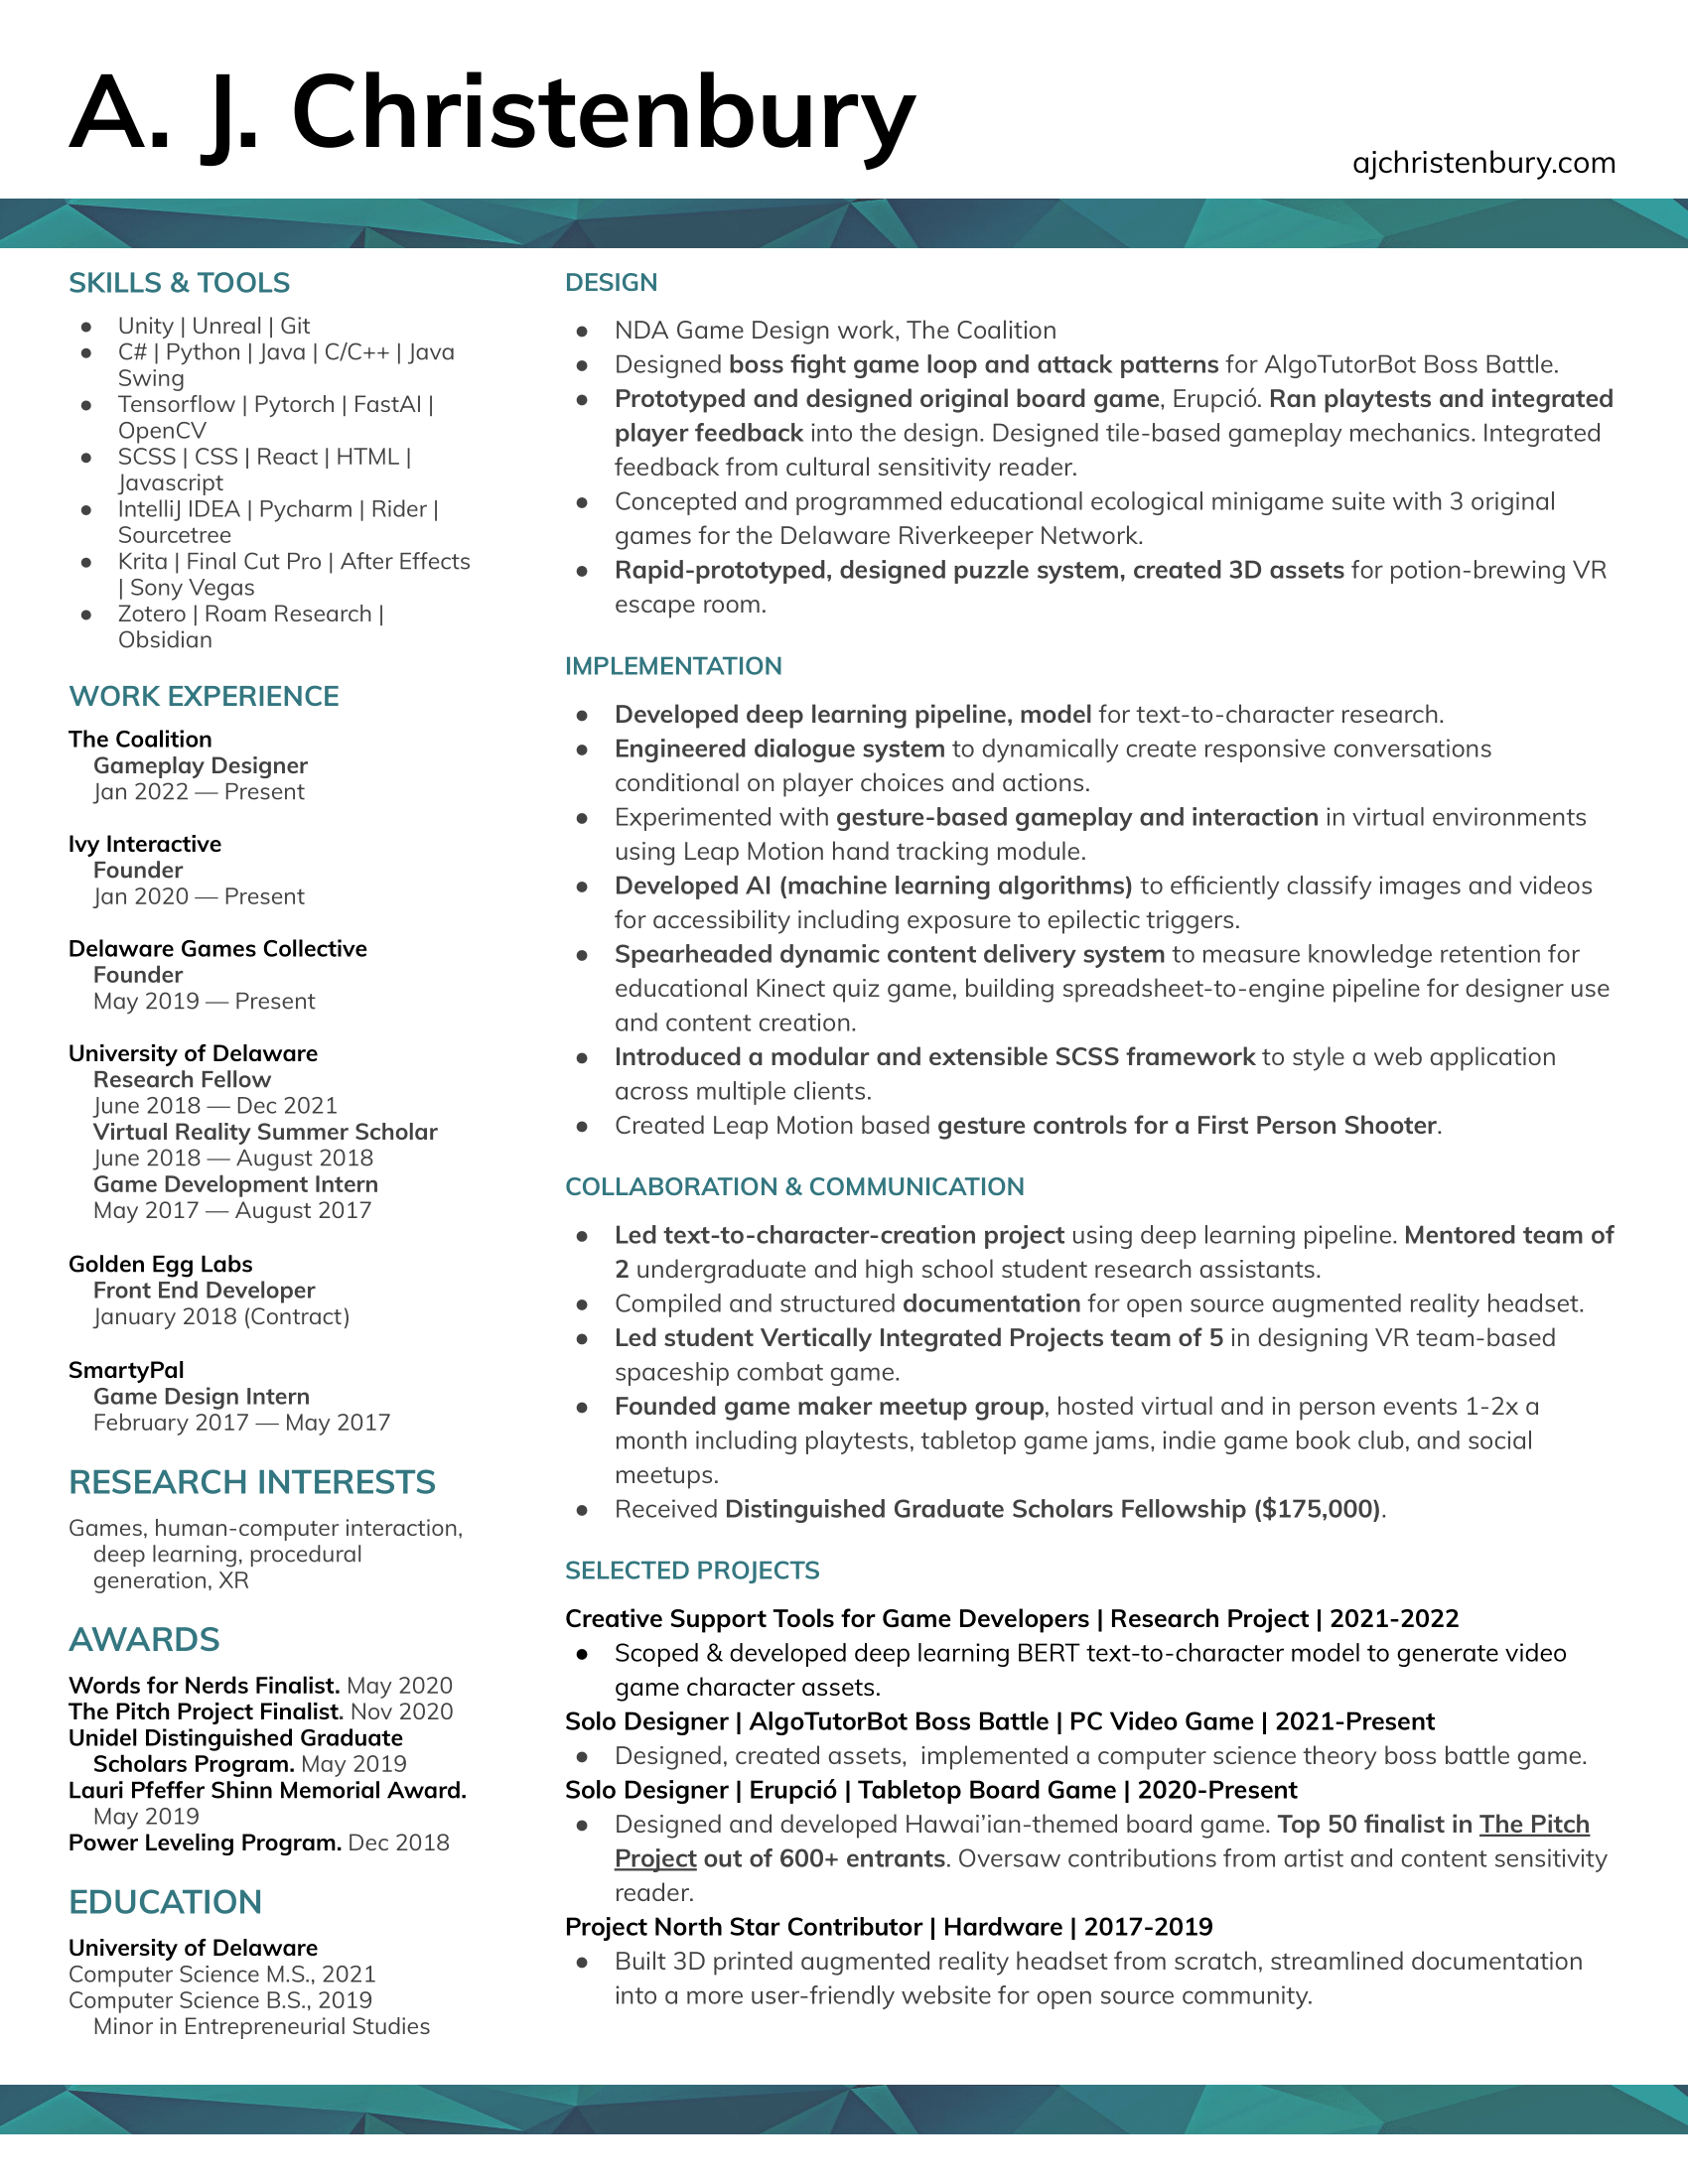 A. J. Christenbury
ajchristenbury.com
SKILLS & TOOLS
● Unity | Unreal | Git
● C# | Python | Java | C/C++ | Java
Swing
● Tensorflow | Pytorch | FastAI |
OpenCV
● SCSS | CSS | React | HTML |
Javascript
● IntelliJ IDEA | Pycharm | Rider |
Sourcetree
● Krita | Final Cut Pro | After Effects
| Sony Vegas
● Zotero | Roam Research |
Obsidian
WORK EXPERIENCE
The Coalition
Gameplay Designer
Jan 2022 — Present
Ivy Interactive
Founder
Jan 2020 — Present
Delaware Games Collective
Founder
May 2019 — Present
University of Delaware
Research Fellow
June 2018 — Dec 2021
Virtual Reality Summer Scholar
June 2018 — August 2018
Game Development Intern
May 2017 — August 2017
Golden Egg Labs
Front End Developer
January 2018 (Contract)
SmartyPal
Game Design Intern
February 2017 — May 2017
RESEARCH INTERESTS
Games, human-computer interaction,
deep learning, procedural
generation, XR
AWARDS
Words for Nerds Finalist. May 2020
The Pitch Project Finalist. Nov 2020
Unidel Distinguished Graduate
Scholars Program. May 2019
Lauri Pfeffer Shinn Memorial Award.
May 2019
Power Leveling Program. Dec 2018
EDUCATION
University of Delaware
Computer Science M.S., 2021
Computer Science B.S., 2019
Minor in Entrepreneurial Studies
DESIGN
● NDA Game Design work, The Coalition
● Designed boss fight game loop and attack patterns for AlgoTutorBot Boss Battle.
● Prototyped and designed original board game, Erupció. Ran playtests and integrated
player feedback into the design. Designed tile-based gameplay mechanics. Integrated
feedback from cultural sensitivity reader.
● Concepted and programmed educational ecological minigame suite with 3 original
games for the Delaware Riverkeeper Network.
● Rapid-prototyped, designed puzzle system, created 3D assets for potion-brewing VR
escape room.
IMPLEMENTATION
● Developed deep learning pipeline, model for text-to-character research.
● Engineered dialogue system to dynamically create responsive conversations
conditional on player choices and actions.
● Experimented with gesture-based gameplay and interaction in virtual environments
using Leap Motion hand tracking module.
● Developed AI (machine learning algorithms) to efficiently classify images and videos
for accessibility including exposure to epilectic triggers.
● Spearheaded dynamic content delivery system to measure knowledge retention for
educational Kinect quiz game, building spreadsheet-to-engine pipeline for designer use
and content creation.
● Introduced a modular and extensible SCSS framework to style a web application
across multiple clients.
● Created Leap Motion based gesture controls for a First Person Shooter.
COLLABORATION & COMMUNICATION
● Led text-to-character-creation project using deep learning pipeline. Mentored team of
2 undergraduate and high school student research assistants.
● Compiled and structured documentation for open source augmented reality headset.
● Led student Vertically Integrated Projects team of 5 in designing VR team-based
spaceship combat game.
● Founded game maker meetup group, hosted virtual and in person events 1-2x a
month including playtests, tabletop game jams, indie game book club, and social
meetups.
● Received Distinguished Graduate Scholars Fellowship ($175,000).
SELECTED PROJECTS
Creative Support Tools for Game Developers | Research Project | 2021-2022
● Scoped & developed deep learning BERT text-to-character model to generate video
game character assets.
Solo Designer | AlgoTutorBot Boss Battle | PC Video Game | 2021-Present
● Designed, created assets,  implemented a computer science theory boss battle game.
Solo Designer | Erupció | Tabletop Board Game | 2020-Present
● Designed and developed Hawai’ian-themed board game. Top 50 finalist in The Pitch
Project out of 600+ entrants. Oversaw contributions from artist and content sensitivity
reader.
Project North Star Contributor | Hardware | 2017-2019
● Built 3D printed augmented reality headset from scratch, streamlined documentation
into a more user-friendly website for open source community.